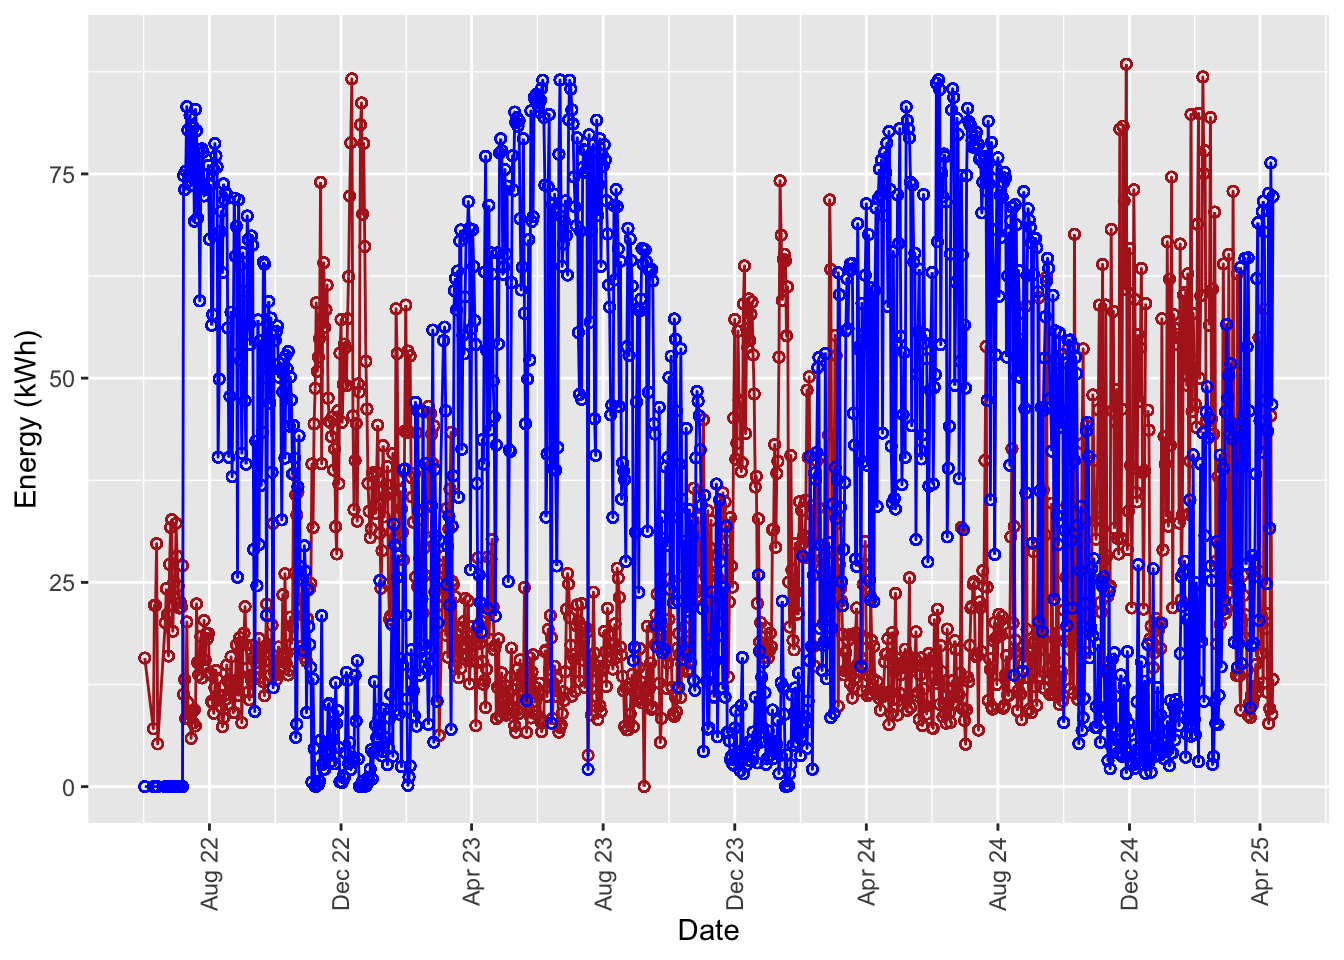 Energy (kWh)
75
50
25
0
Aug 22
Dec 22
Apr 23
Aug 23
Dec 23
Apr 24
Aug 24
Dec 24
Apr 25
Date